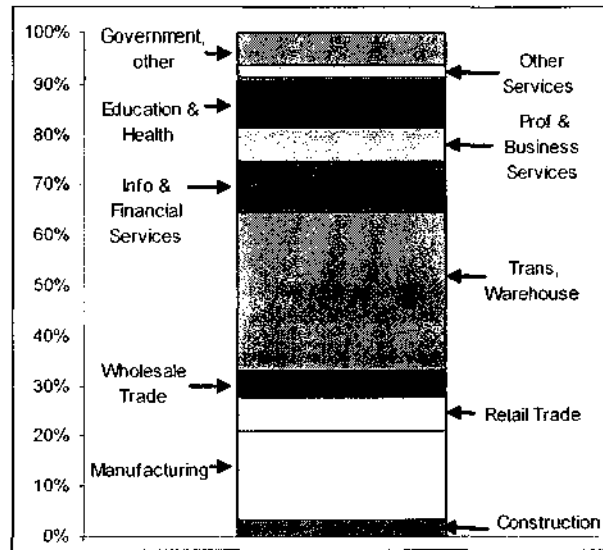 100%
Government,
other
Other
Services
90%
Education &
Health
80%
Prof &
Business
Services
70%
Info &
Financial
Services
60%
Trans,
Warehouse
50%
40%
Wholesale
Trade
30%
Retail Trade
20%
Manufacturing
10%
Construction
0%